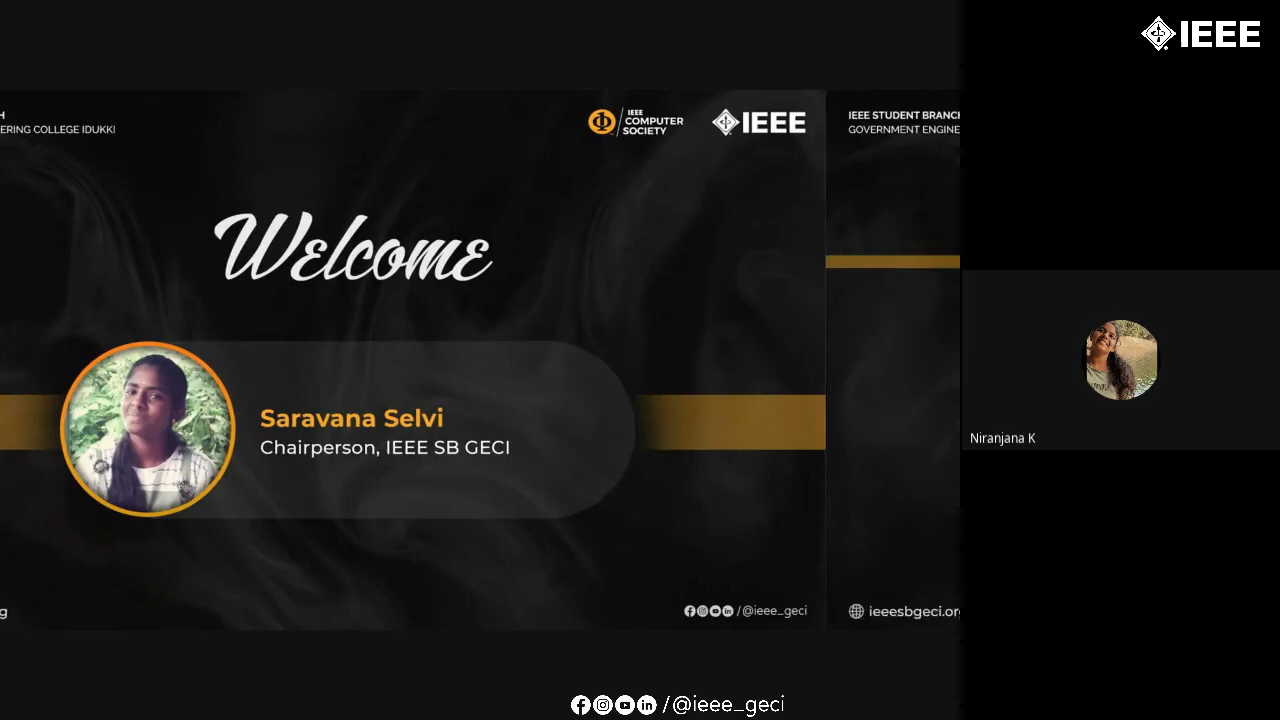 IEEE
H
ERING COLLEGE IDUKKI
IEEE
COMPUTER
SOCIETY
IEEE
IEEE STUDENT BRANCH
GOVERNMENT ENGINE
Welcome
Saravana Selvi
Chairperson, IEEE SB GECI
Niranjana K
g
/@ieee_geci
ieeesbgeci.org
/@ieee_geci